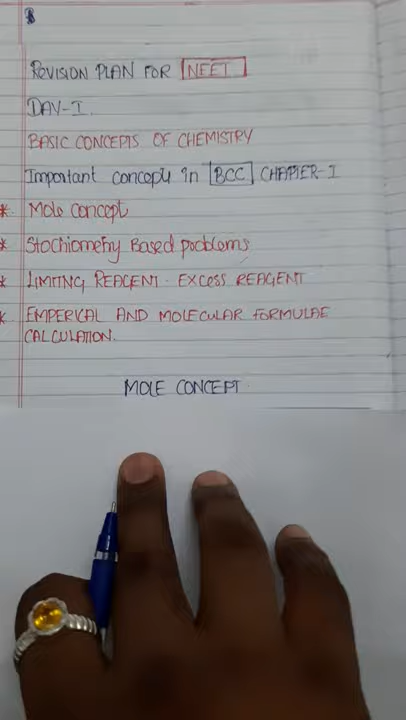 REVISION PLAN FOR NEET
DAY-I.
BASIC CONCEPTS OF CHEMISTRY
Important concept in BCC CHAPTER-I
* Mole concept
* Stochiometry Based problems
* LIMITING REAGENT. EXCESS REAGENT
* EMPERICAL AND MOLECULAR FORMULAE
CALCULATION.
MOLE CONCEPT.